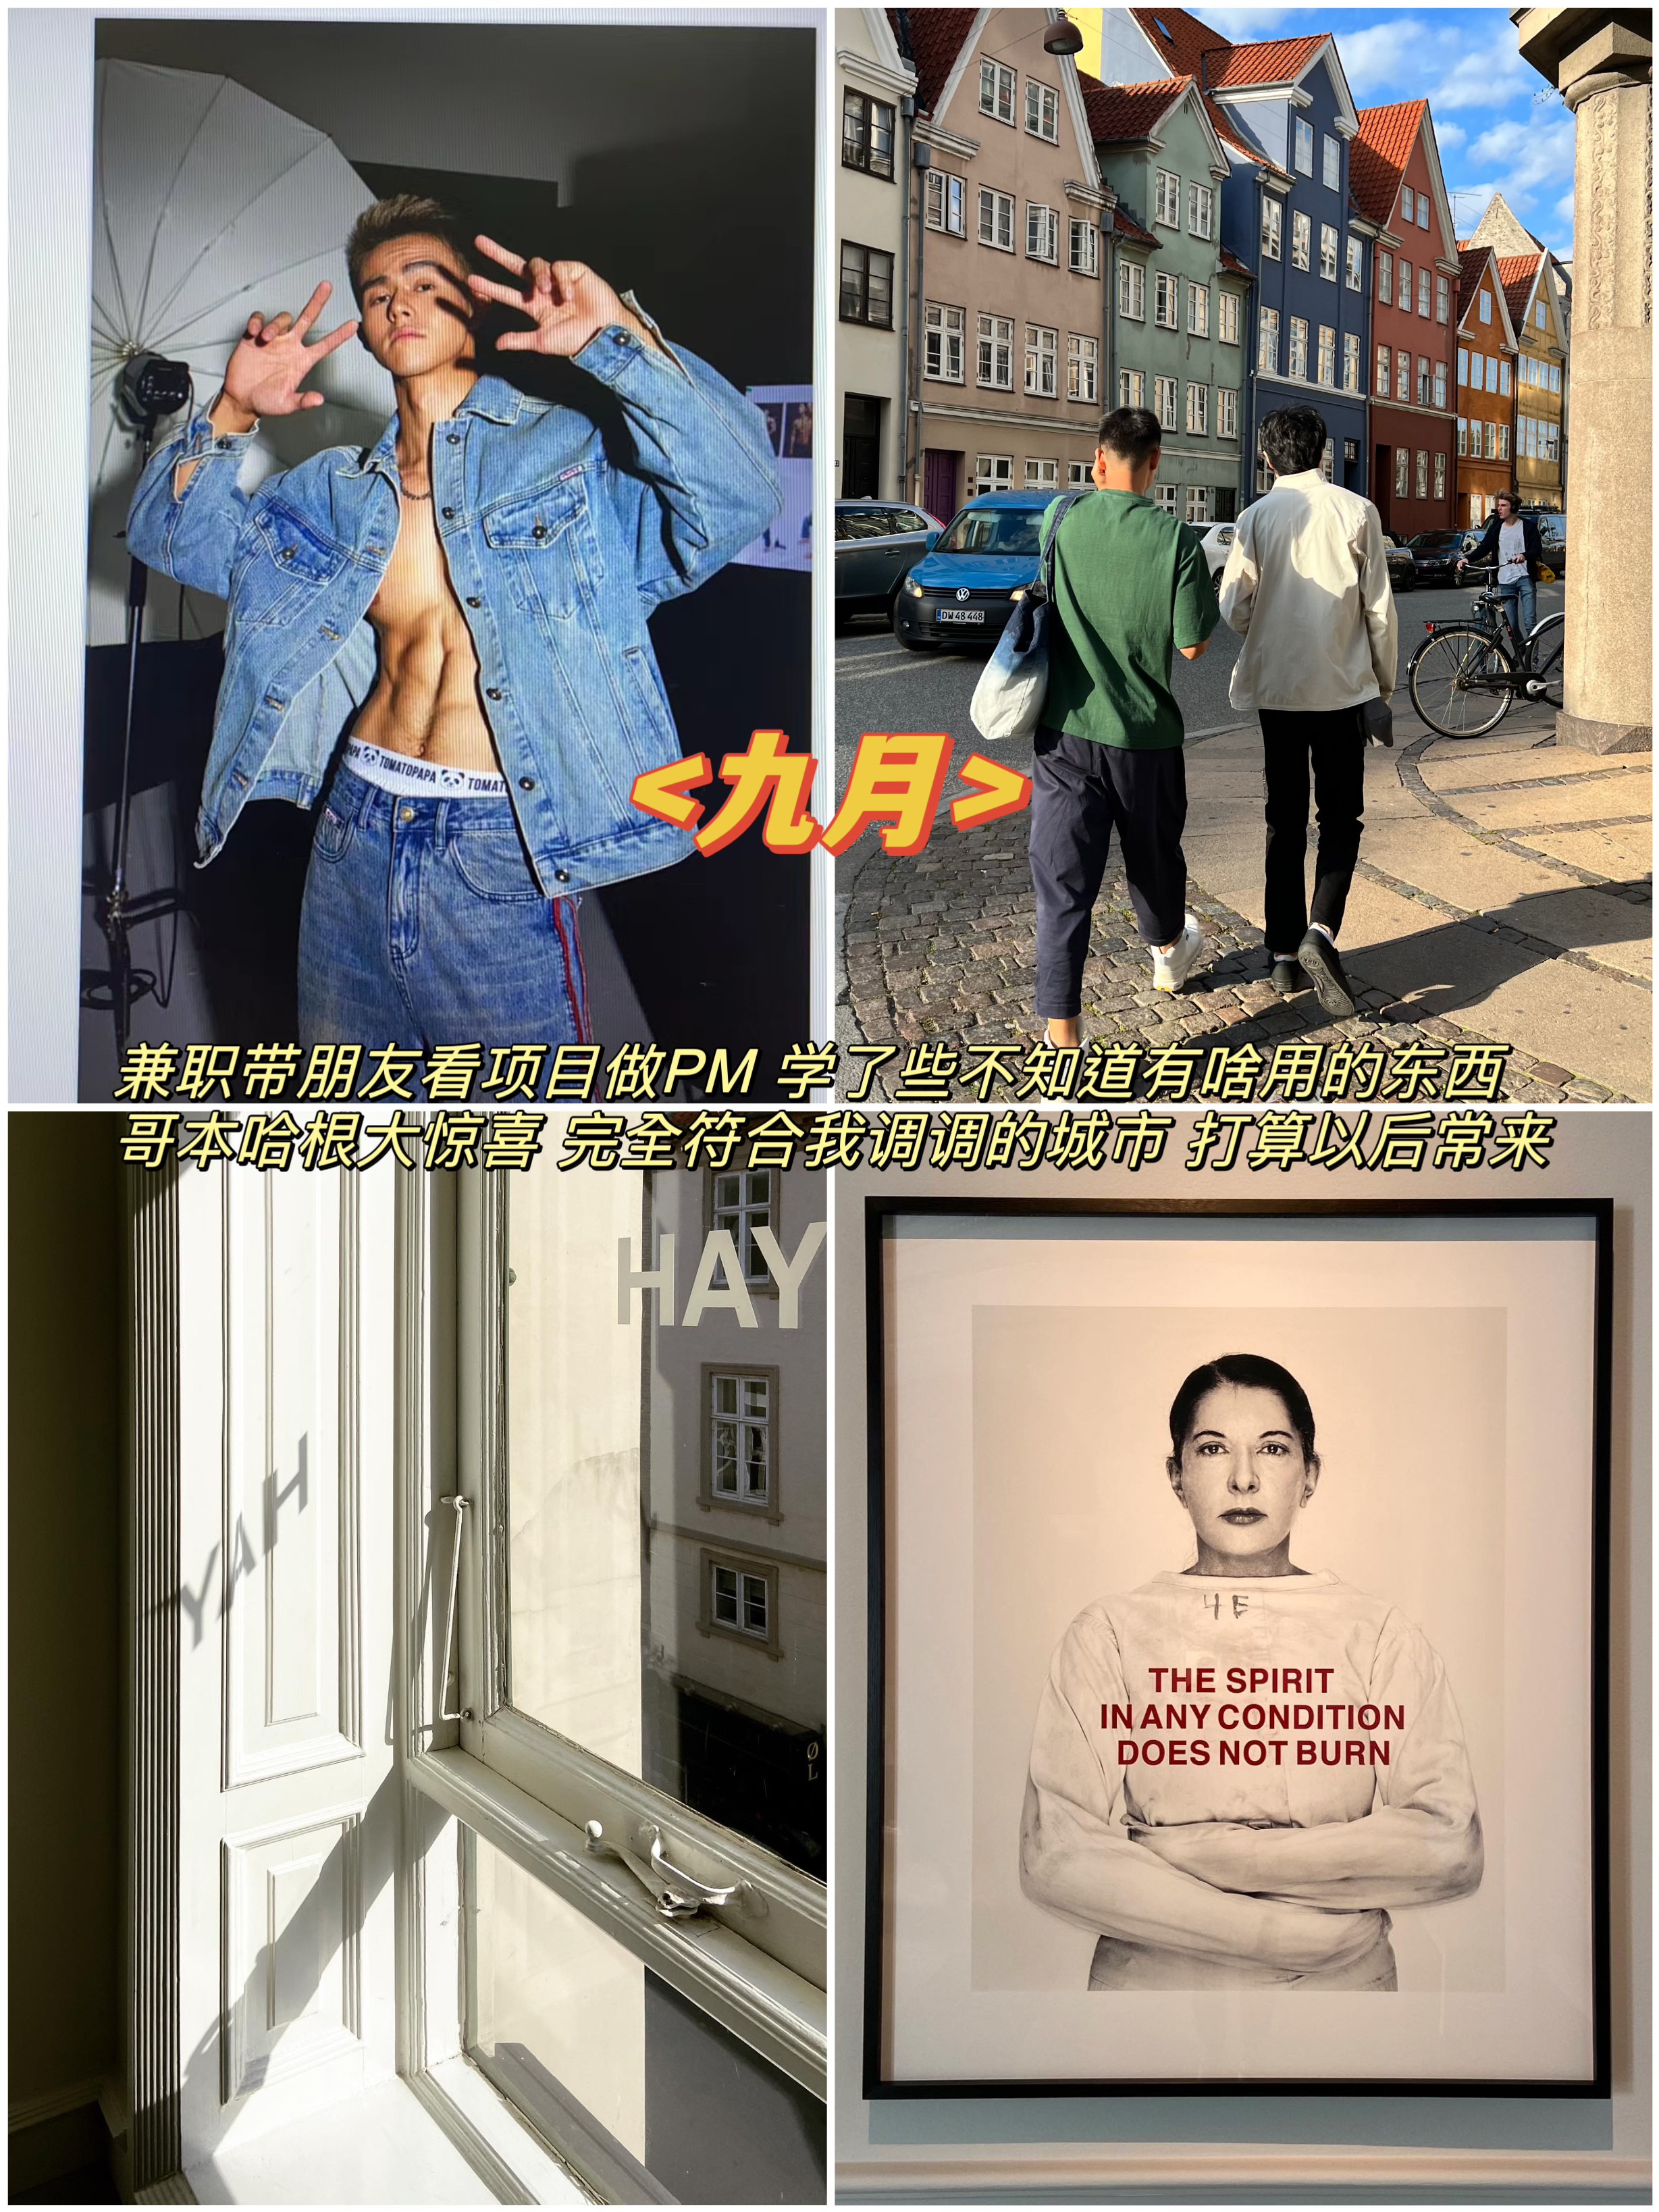 TOMATOPAPA
TOMAT
DW 48 448
<九月>
兼职带朋友看项目做PM 学了些不知道有啥用的东西
哥本哈根大惊喜 完全符合我调调的城市 打算以后常来
HAY
HAY
Ø
L
4 E
THE SPIRIT
IN ANY CONDITION
DOES NOT BURN